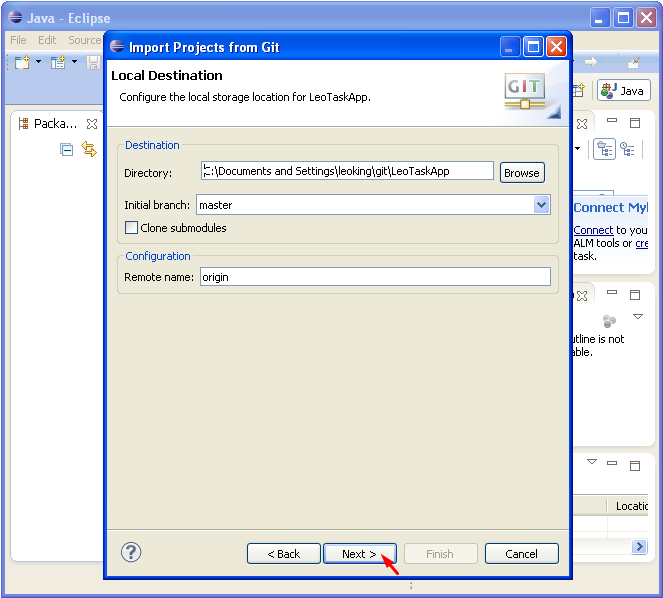 Java - Eclipse
File Edit Source
Java
Packa...
Import Projects from Git
Local Destination
Configure the local storage location for LeoTaskApp.
GIT
Destination
Directory: C:\Documents and Settings\leoking\git\LeoTaskApp Browse
Initial branch: master
Clone submodules
Configuration
Remote name: origin
< Back Next > Finish Cancel
Connect Myl
Connect to you
ALM tools or cre
task.
utline is not
able.
Locatio